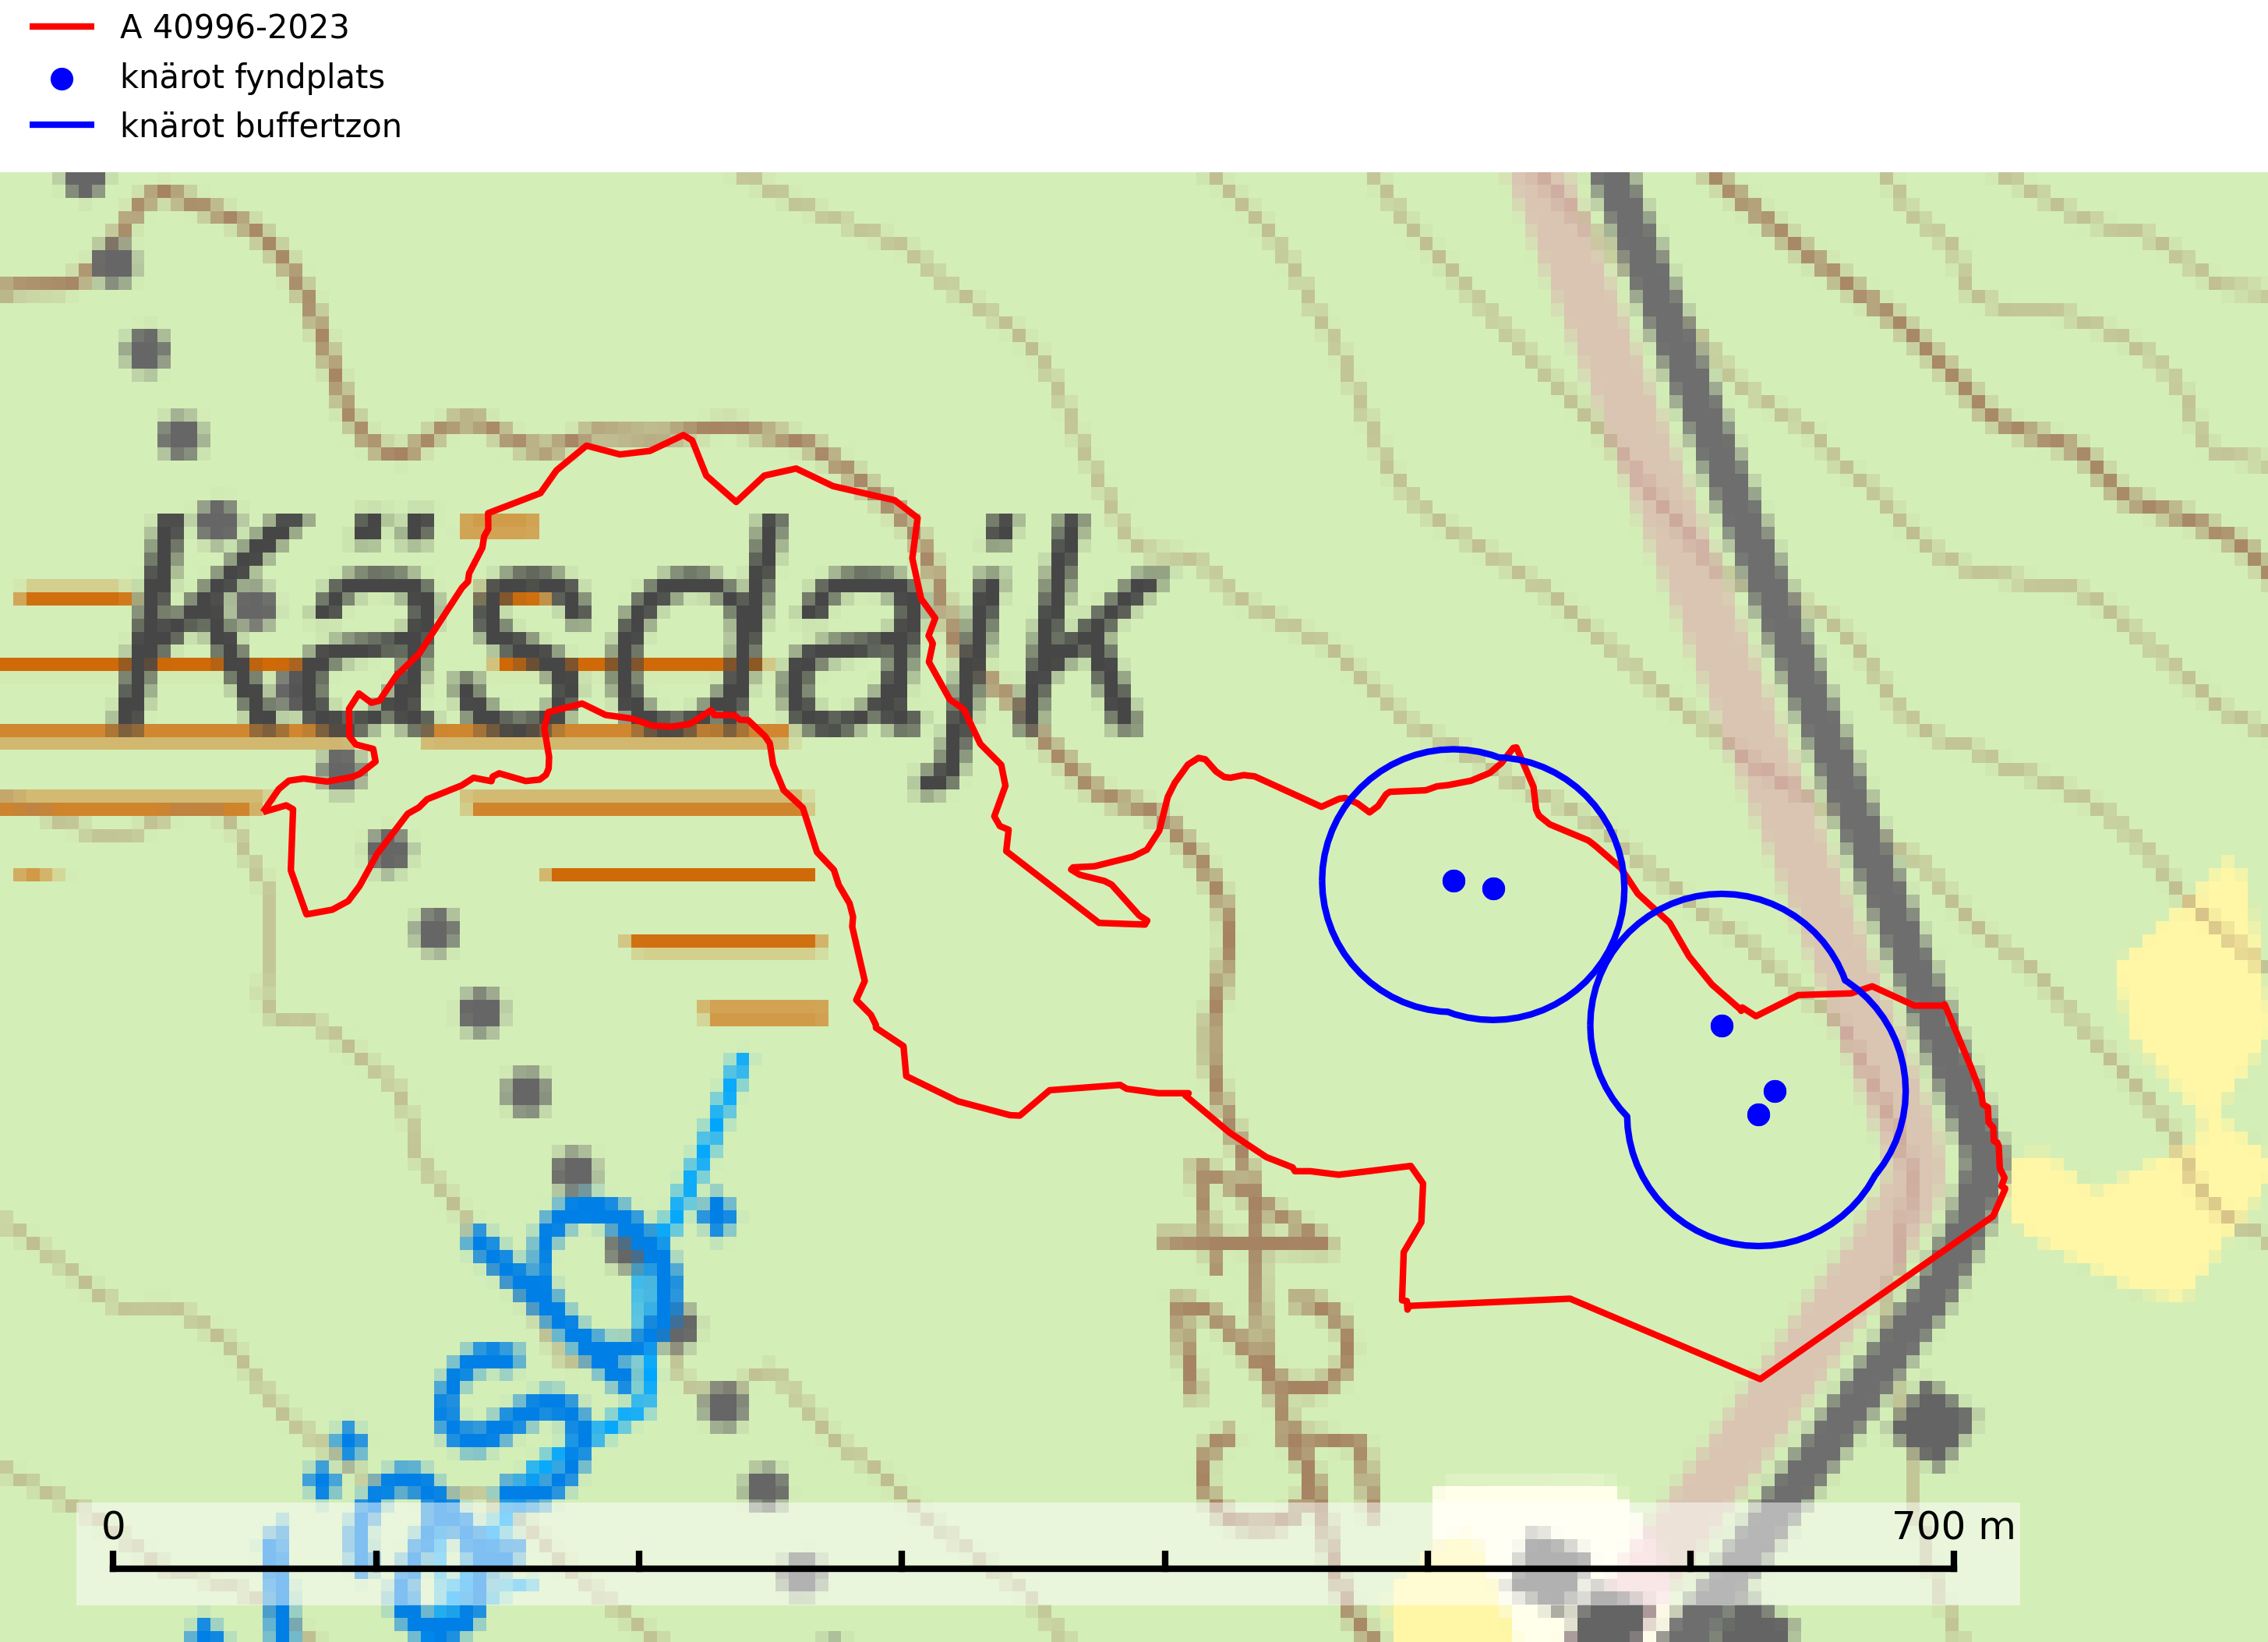 A 40996-2023
knärot fyndplats
knärot buffertzon
Käsdajk
0
700 m